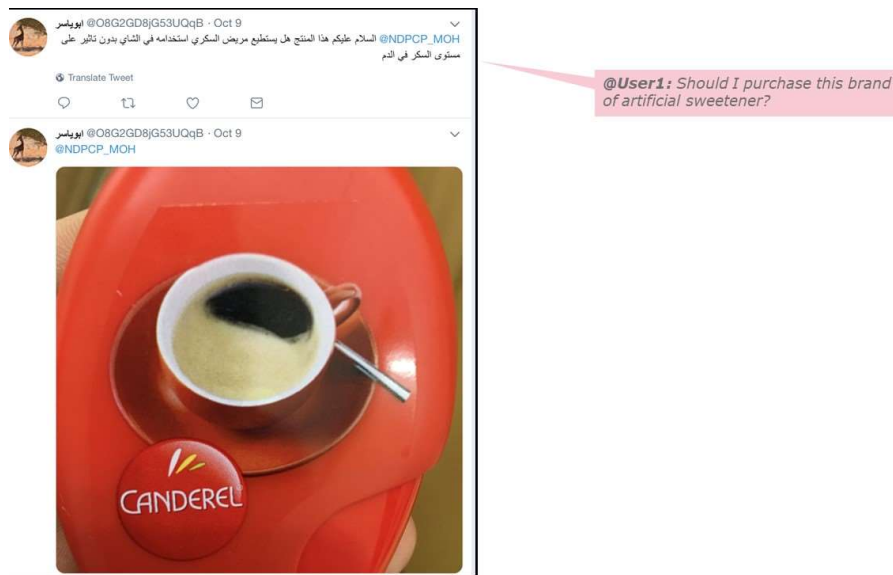 ابوياسر @O8G2GD8jG53UQqB · Oct 9
@NDPCP_MOH السلام عليكم هذا المنتج هل يستطيع مريض السكري استخدامه في الشاي بدون تاثير على
مستوى السكر في الدم
Translate Tweet
ابوياسر @O8G2GD8jG53UQqB · Oct 9
@NDPCP_MOH
CANDEREL
@User1: Should I purchase this brand
of artificial sweetener?